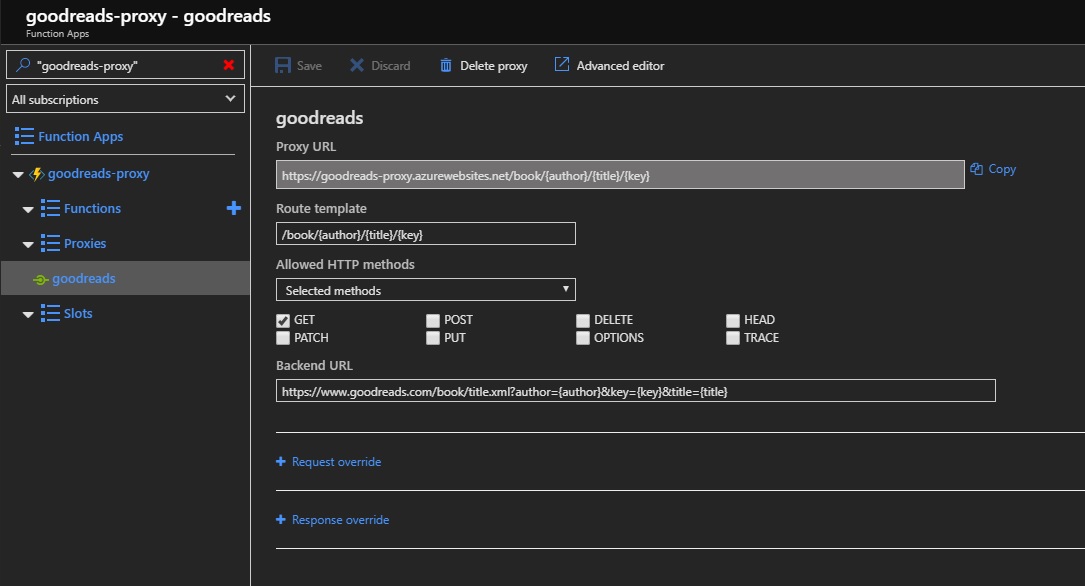 goodreads-proxy - goodreads
Function Apps
"goodreads-proxy"
All subscriptions
Function Apps
goodreads-proxy
Functions
Proxies
goodreads
Slots
Save Discard Delete proxy Advanced editor
goodreads
Proxy URL
https://goodreads-proxy.azurewebsites.net/book/{author}/{title}/{key} Copy
Route template
/book/{author}/{title}/{key}
Allowed HTTP methods
Selected methods
GET POST DELETE HEAD
PATCH PUT OPTIONS TRACE
Backend URL
https://www.goodreads.com/book/title.xml?author={author}&key={key}&title={title}
Request override
Response override